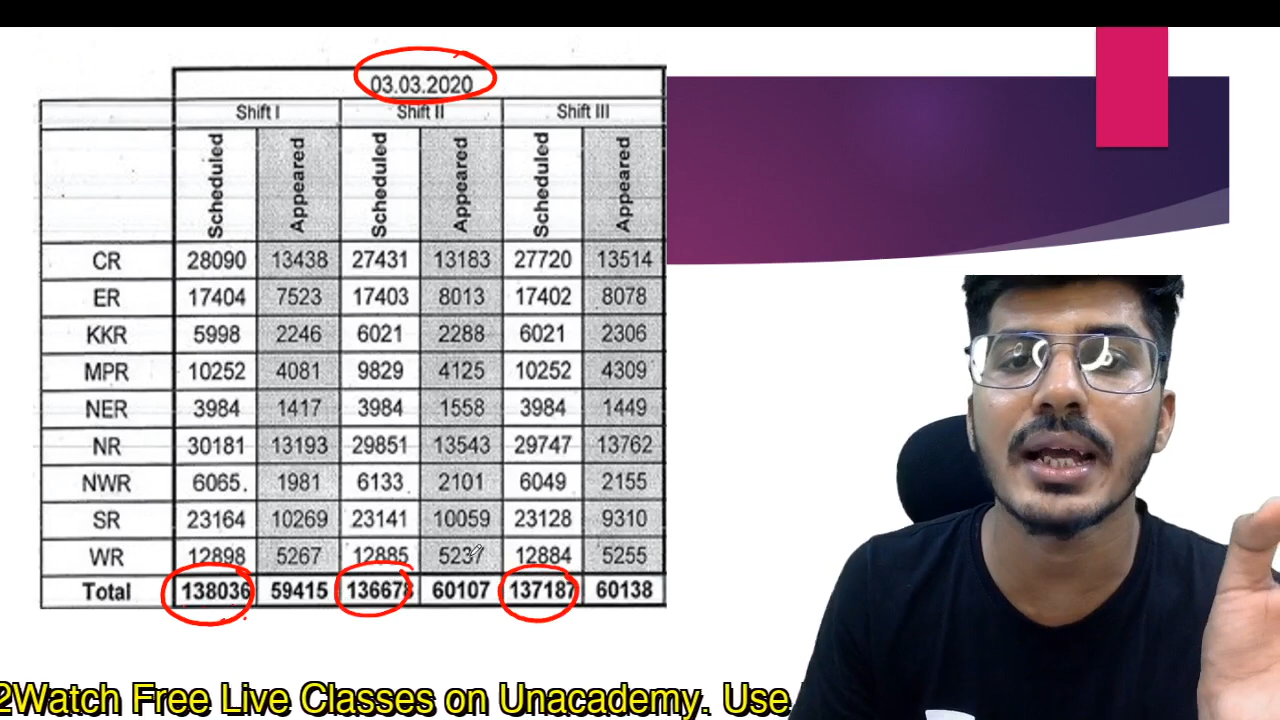 03.03.2020
Shift I Shift II Shift III
Scheduled Appeared Scheduled Appeared Scheduled Appeared
CR 28090 13438 27431 13183 27720 13514
ER 17404 7523 17403 8013 17402 8078
KKR 5998 2246 6021 2288 6021 2306
MPR 10252 4081 9829 4125 10252 4309
NER 3984 1417 3984 1558 3984 1449
NR 30181 13193 29851 13543 29747 13762
NWR 6065. 1981 6133 2101 6049 2155
SR 23164 10269 23141 10059 23128 9310
WR 12898 5267 12885 5237 12884 5255
Total 138036 59415 136678 60107 137187 60138
2Watch Free Live Classes on Unacademy. Use